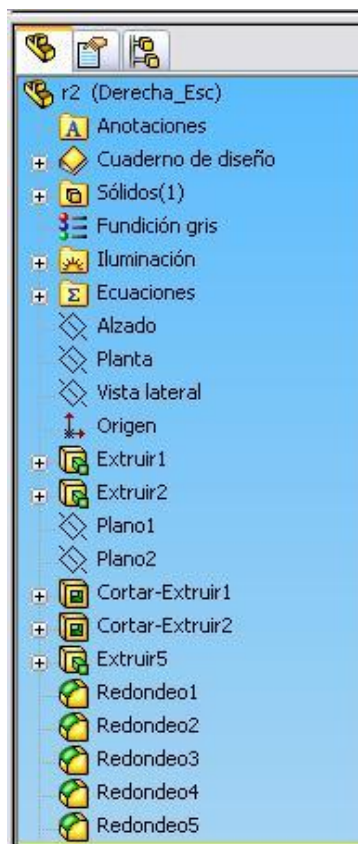 r2 (Derecha_Esc)
Anotaciones
Cuaderno de diseño
Sólidos(1)
Fundición gris
Iluminación
Ecuaciones
Alzado
Planta
Vista lateral
Origen
Extruir1
Extruir2
Plano1
Plano2
Cortar-Extruir1
Cortar-Extruir2
Extruir5
Redondeo1
Redondeo2
Redondeo3
Redondeo4
Redondeo5